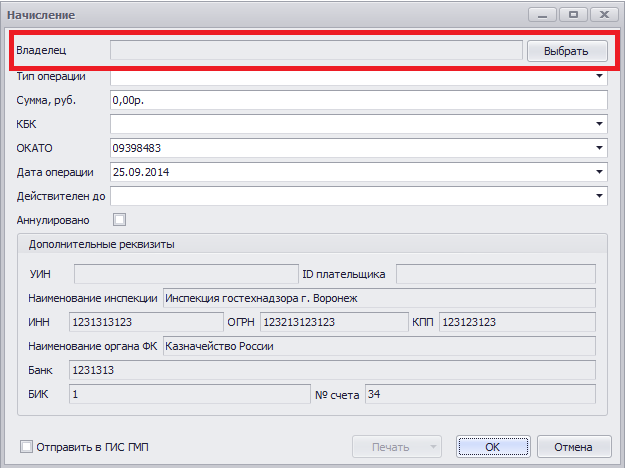 Начисление
Владелец Выбрать
Тип операции
Сумма, руб. 0,00р.
КБК
ОКАТО 09398483
Дата операции 25.09.2014
Действителен до
Аннулировано
Дополнительные реквизиты
УИН ID плательщика
Наименование инспекции Инспекция гостехнадзора г. Воронеж
ИНН 1231313123 ОГРН 123213123123 КПП 123123123
Наименование органа ФК Казначейство России
Банк 1231313
БИК 1 № счета 34
Отправить в ГИС ГМП Печать ОК Отмена